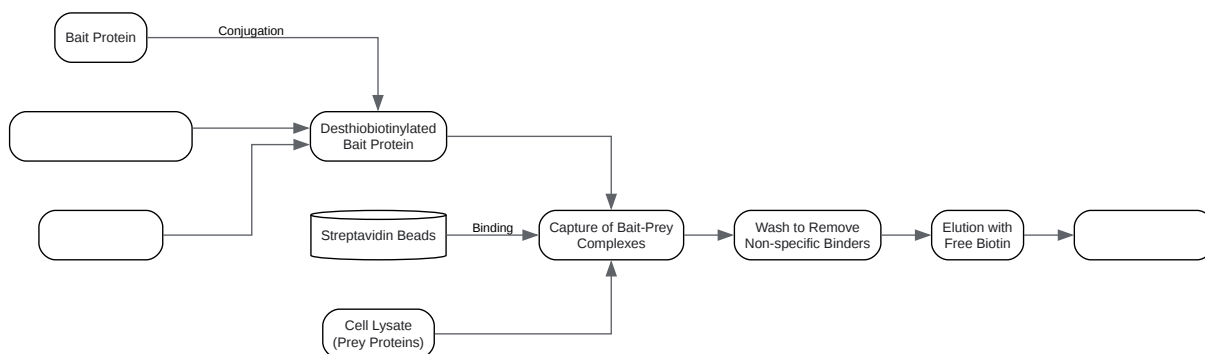 Bait Protein
Conjugation
Desthiobiotinylated
Bait Protein
Streptavidin Beads
Binding
Capture of Bait-Prey
Complexes
Wash to Remove
Non-specific Binders
Elution with
Free Biotin
Cell Lysate
(Prey Proteins)